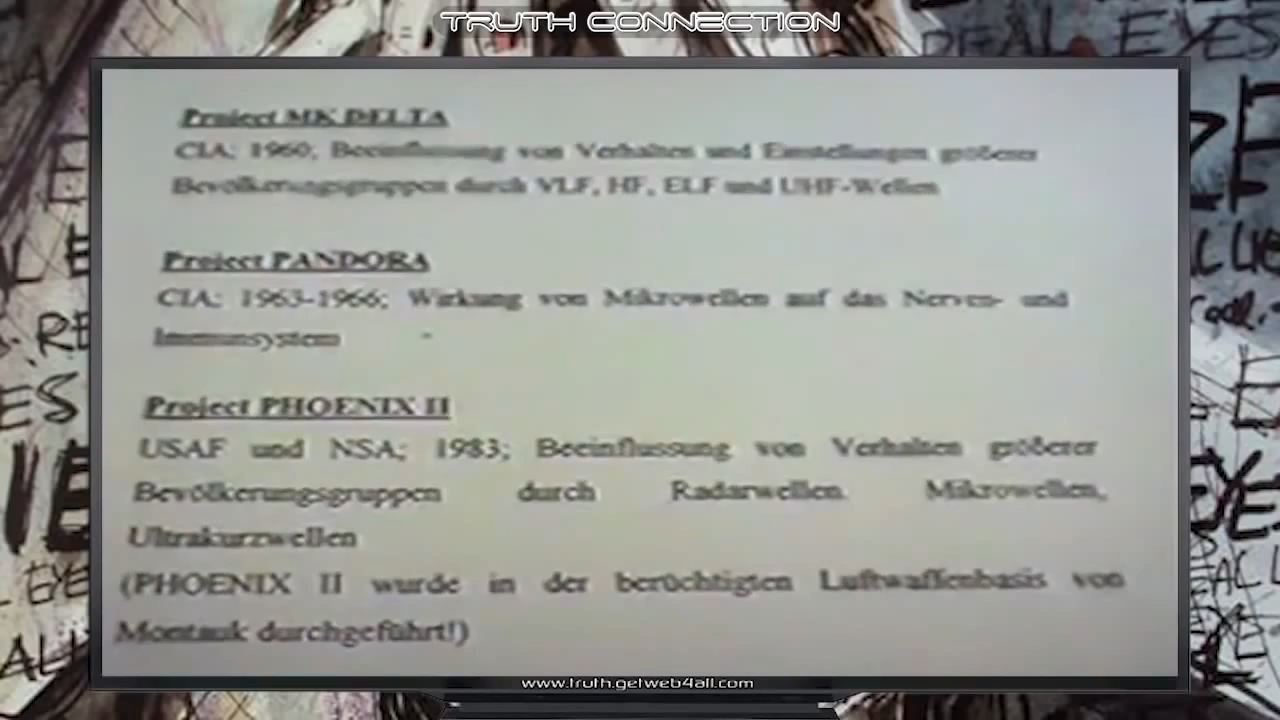 TRUTH CONNECTION
Project MK DELTA
CIA; 1960; Beeinflussung von Verhalten und Einstellungen größerer
Bevölkerungsgruppen durch VLF, HF, ELF und UHF-Wellen
Project PANDORA
CIA; 1963-1966; Wirkung von Mikrowellen auf das Nerven- und
Immunsystem
Project PHOENIX II
USAF und NSA; 1983; Beeinflussung von Verhalten größerer
Bevölkerungsgruppen durch Radarwellen Mikrowellen,
Ultrakurzwellen
(PHOENIX II wurde in der berüchtigten Luftwaffenbasis von
Montauk durchgeführt!)
www.truth.getweb4all.com
REAL EYES